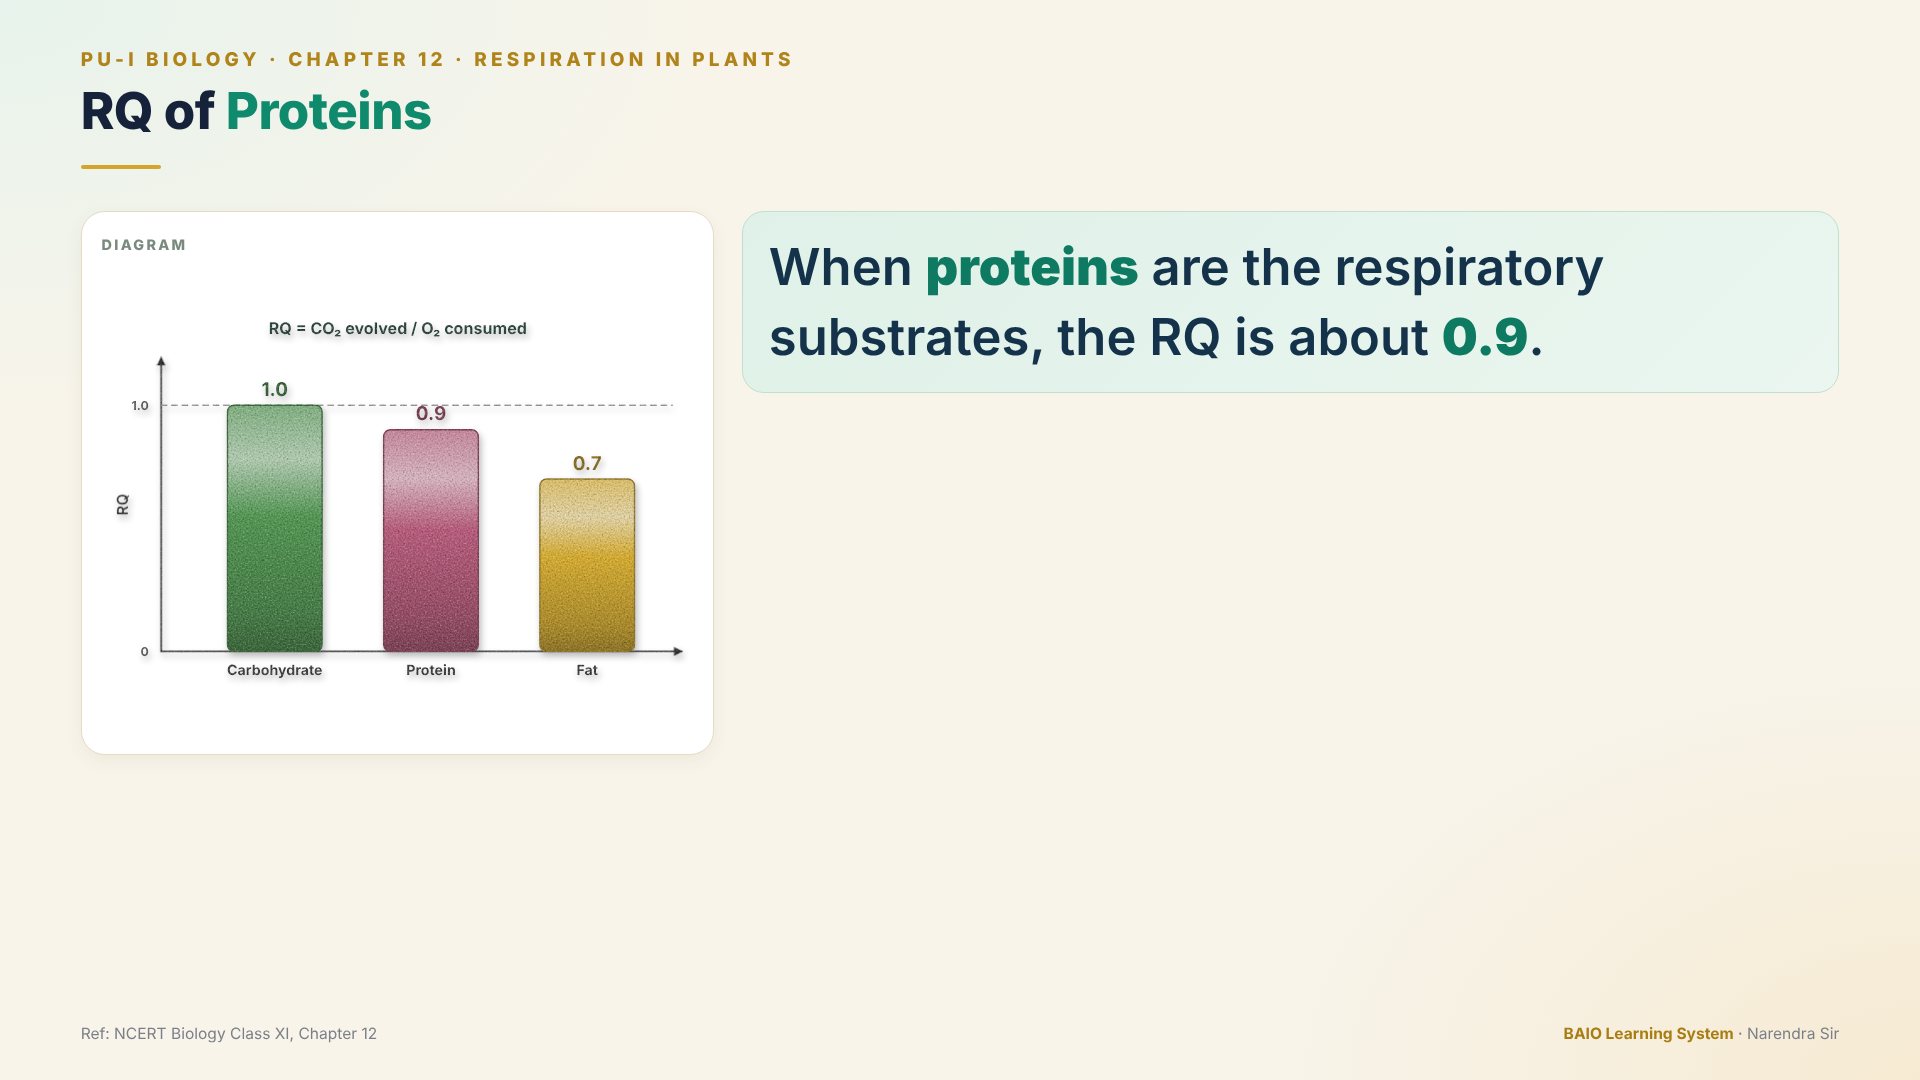 PU-I BIOLOGY · CHAPTER 12 · RESPIRATION IN PLANTS
RQ of Proteins
DIAGRAM
RQ = CO₂ evolved / O₂ consumed
1.0
1.0
0.9
0.7
RQ
0
Carbohydrate
Protein
Fat
When proteins are the respiratory
substrates, the RQ is about 0.9.
Ref: NCERT Biology Class XI, Chapter 12
BAIO Learning System · Narendra Sir